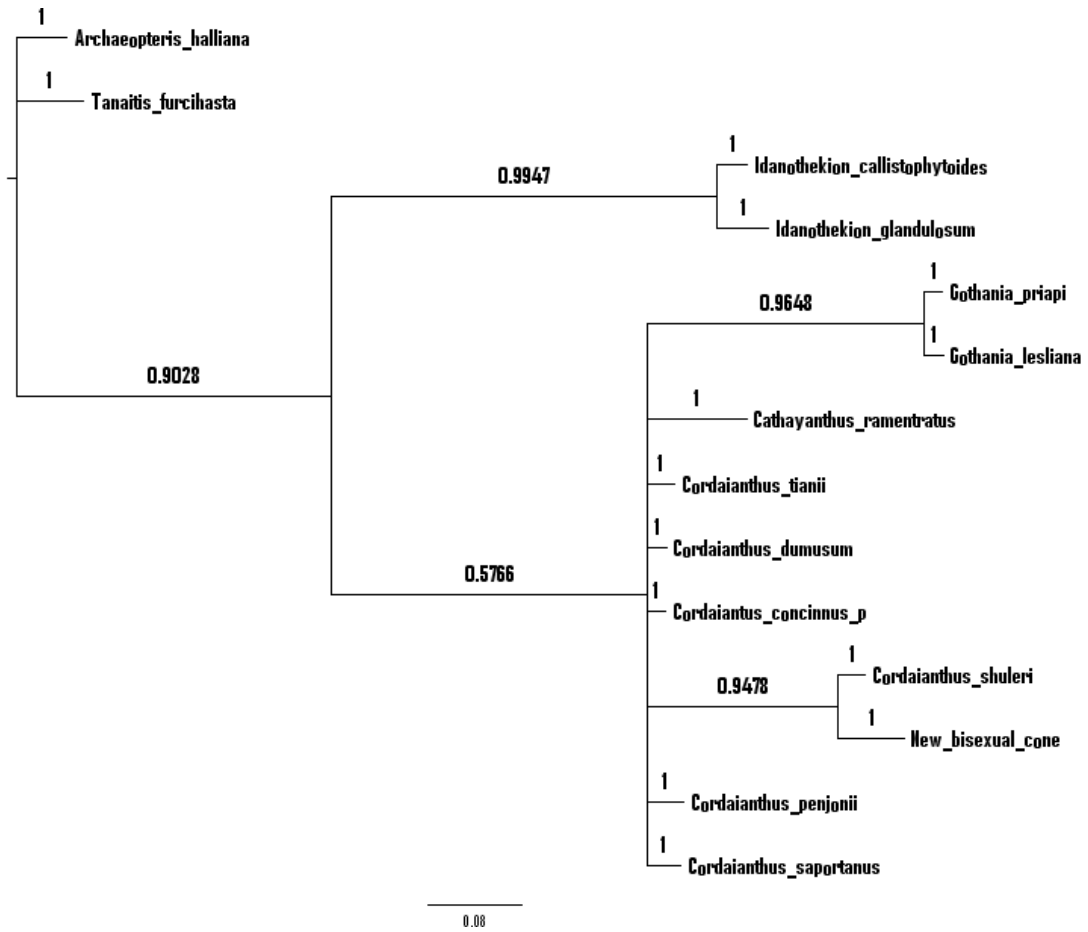 1
Archaeopteris_halliana
1
Tanaitis_furcihasta
1
Idanothekion_callistophytoides
0.9947
1
Idanothekion_glandulosum
1
Gothania_priapi
0.9648
1
Gothania_lesliana
0.9028
1
Cathayanthus_ramentratus
1
Cordaianthus_tianii
1
Cordaianthus_dumusum
0.5766
1
Cordaiantus_concinnus_p
1
Cordaianthus_shuleri
0.9478
1
New_bisexual_cone
1
Cordaianthus_penjonii
1
Cordaianthus_saportanus
0.08